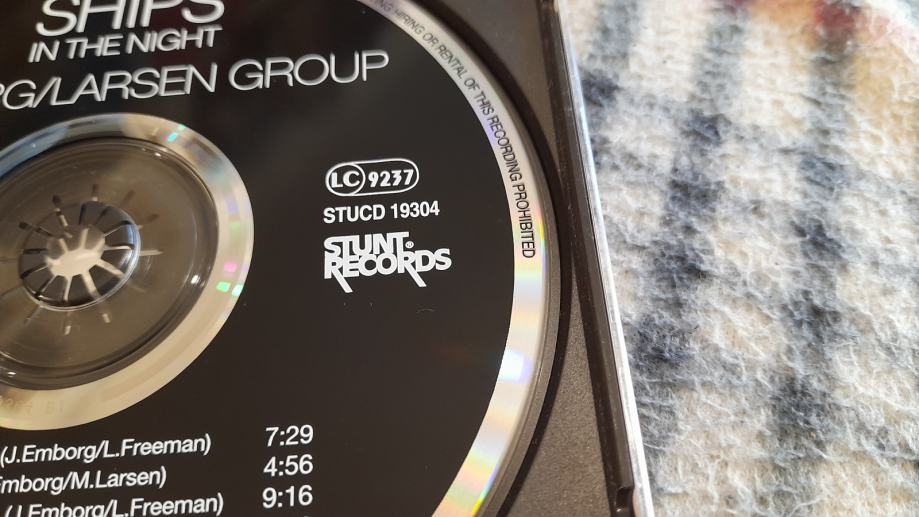 SHIPS
IN THE NIGHT
RG/LARSEN GROUP
HIRING OR RENTAL OF THIS RECORDING PROHIBITED
LC 9237
STUCD 19304
STUNT®
RECORDS
(J.Emborg/L.Freeman) 7:29
mborg/M.Larsen) 4:56
(J.Emborg/L.Freeman) 9:16